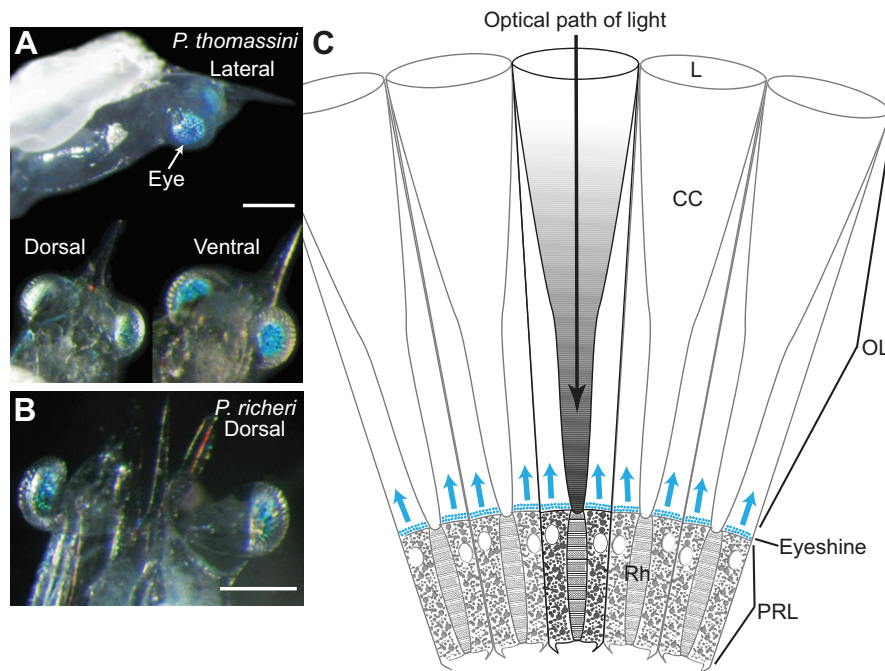 A
P. thomassini
Lateral
Eye
Dorsal
Ventral
B
P. richeri
Dorsal
C
Optical path of light
L
CC
OL
Eyeshine
Rh
PRL